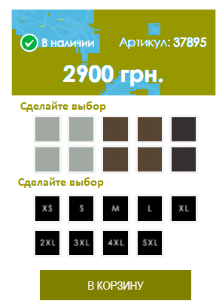 В наличии Артикул: 37895
2900 грн.
Сделайте выбор
Сделайте выбор
XS S M L XL
2XL 3XL 4XL 5XL
В КОРЗИНУ